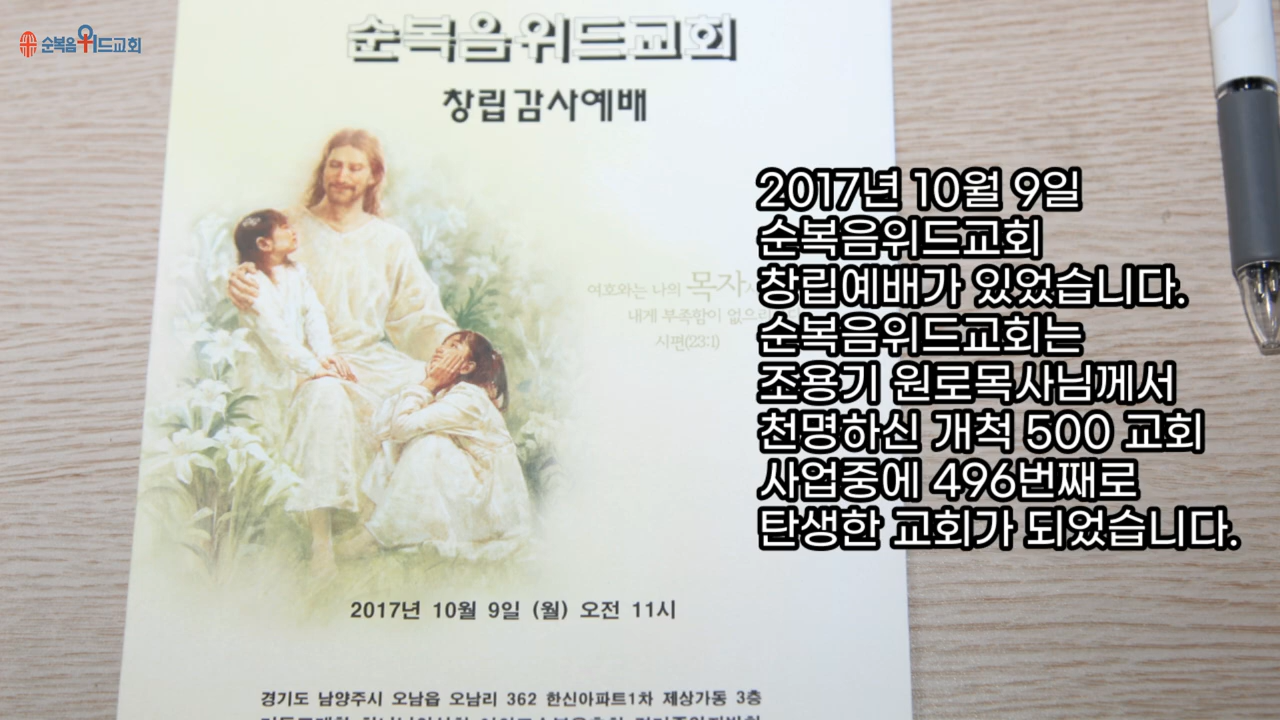 순복음위드교회
순복음위드교회
창립감사예배
여호와는 나의 목자시
내게 부족함이 없으리
시편(23:1)
2017년 10월 9일
순복음위드교회
창립예배가 있었습니다.
순복음위드교회는
조용기 원로목사님께서
천명하신 개척 500 교회
사업중에 496번째로
탄생한 교회가 되었습니다.
2017년 10월 9일 (월) 오전 11시
경기도 남양주시 오남읍 오남리 362 한신아파트1차 제상가동 3층